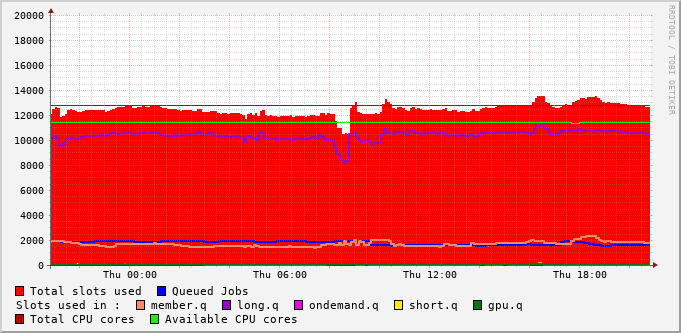 20000
18000
16000
14000
12000
10000
8000
6000
4000
2000
0
Thu 00:00 Thu 06:00 Thu 12:00 Thu 18:00
RRDTOOL / TOBI OETIKER
Total slots used Queued Jobs
Slots used in : member.q long.q ondemand.q short.q gpu.q
Total CPU cores Available CPU cores